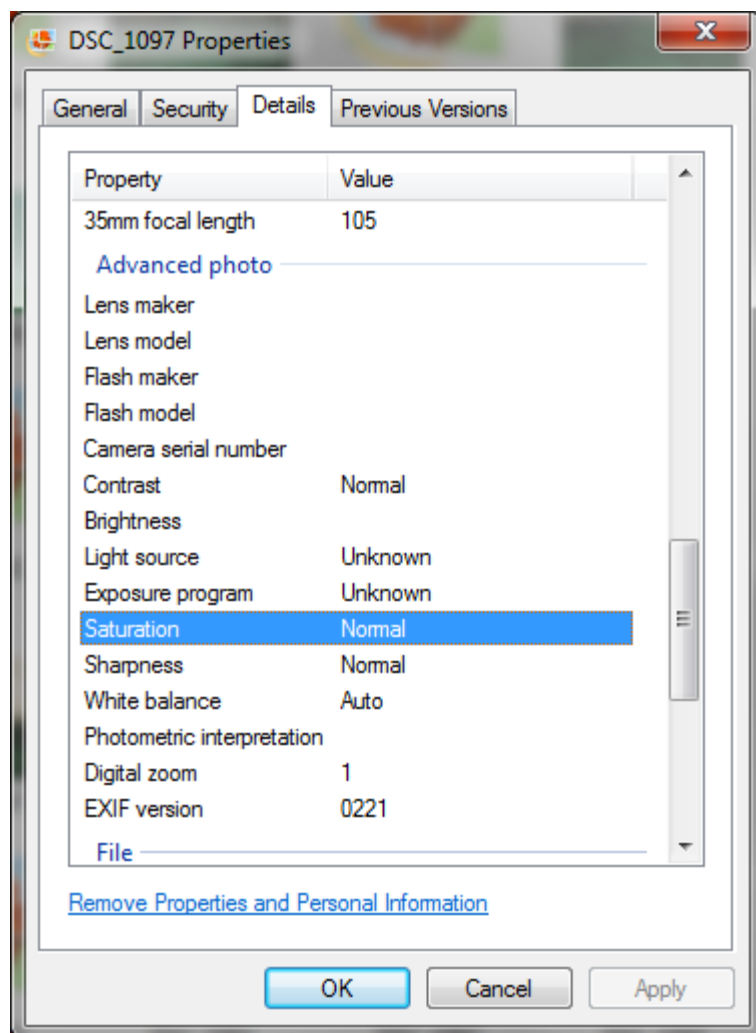 DSC_1097 Properties
General Security Details Previous Versions
Property Value
35mm focal length 105
Advanced photo
Lens maker
Lens model
Flash maker
Flash model
Camera serial number
Contrast Normal
Brightness
Light source Unknown
Exposure program Unknown
Saturation Normal
Sharpness Normal
White balance Auto
Photometric interpretation
Digital zoom 1
EXIF version 0221
File
Remove Properties and Personal Information
OK Cancel Apply